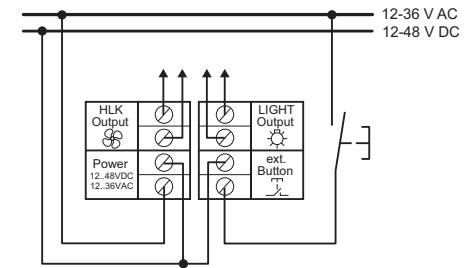 12-36 V AC
12-48 V DC
HLK
Output
LIGHT
Output
Power
12..48VDC
12..36VAC
ext.
Button